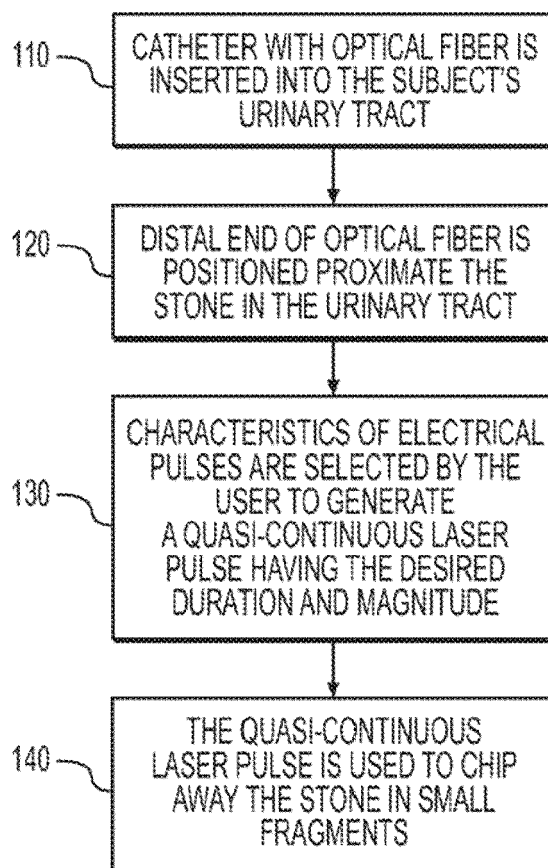 110
CATHETER WITH OPTICAL FIBER IS
INSERTED INTO THE SUBJECT'S
URINARY TRACT
120
DISTAL END OF OPTICAL FIBER IS
POSITIONED PROXIMATE THE
STONE IN THE URINARY TRACT
130
CHARACTERISTICS OF ELECTRICAL
PULSES ARE SELECTED BY THE
USER TO GENERATE
A QUASI-CONTINUOUS LASER
PULSE HAVING THE DESIRED
DURATION AND MAGNITUDE
140
THE QUASI-CONTINUOUS
LASER PULSE IS USED TO CHIP
AWAY THE STONE IN SMALL
FRAGMENTS